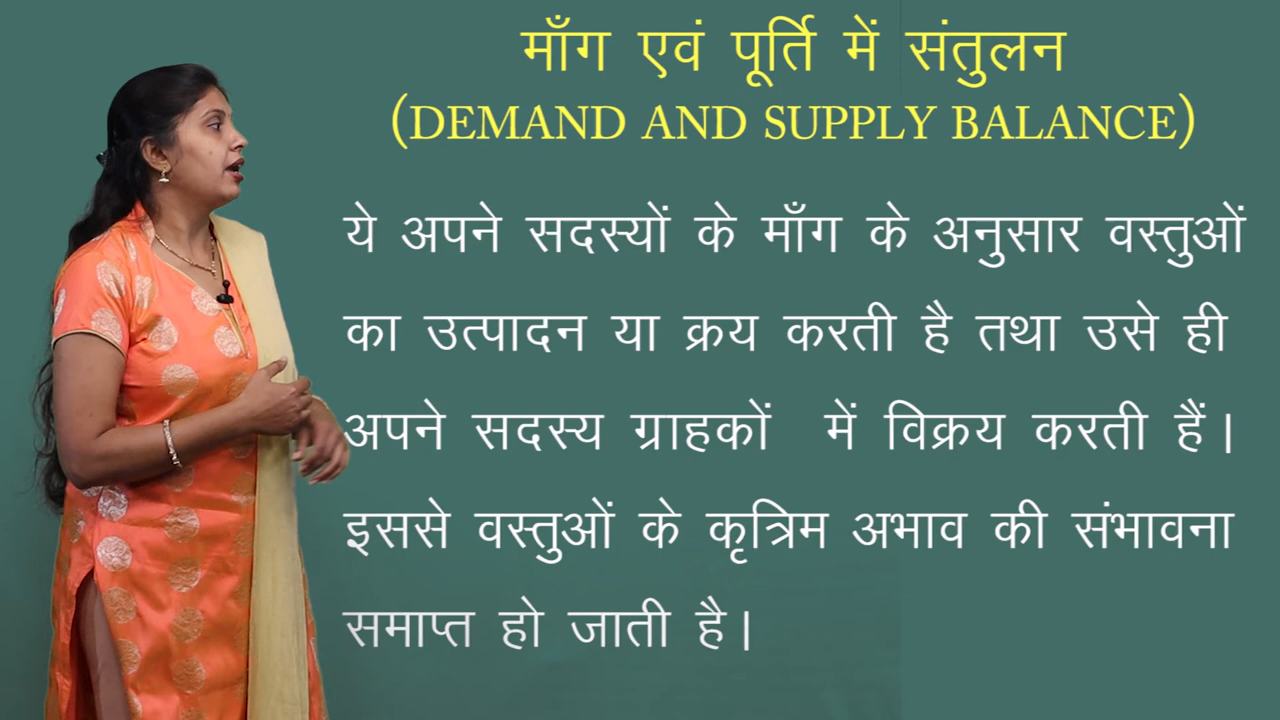 माँग एवं पूर्ति में संतुलन
(DEMAND AND SUPPLY BALANCE)
ये अपने सदस्यों के माँग के अनुसार वस्तुओं
का उत्पादन या क्रय करती है तथा उसे ही
अपने सदस्य ग्राहकों में विक्रय करती हैं।
इससे वस्तुओं के कृत्रिम अभाव की संभावना
समाप्त हो जाती है।